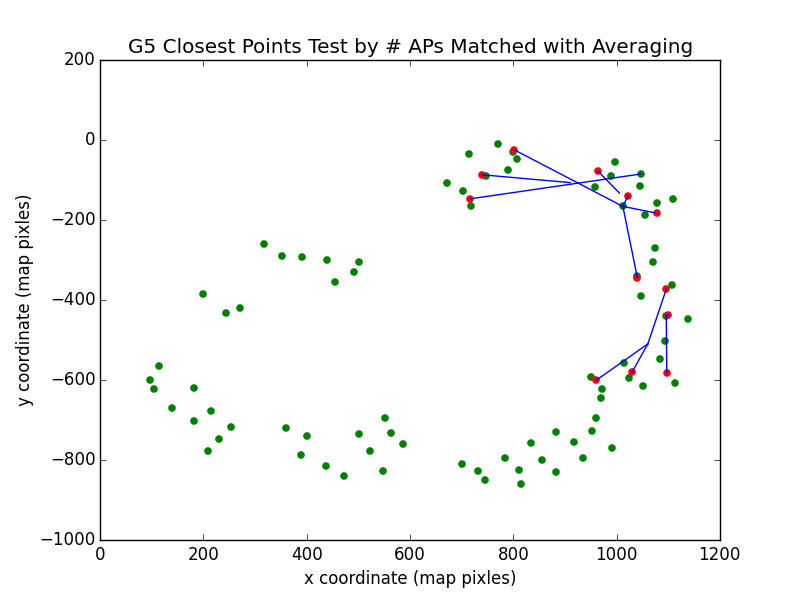 G5 Closest Points Test by # APs Matched with Averaging
200
0
−200
−400
−600
−800
−1000
y coordinate (map pixles)
0 200 400 600 800 1000 1200
x coordinate (map pixles)